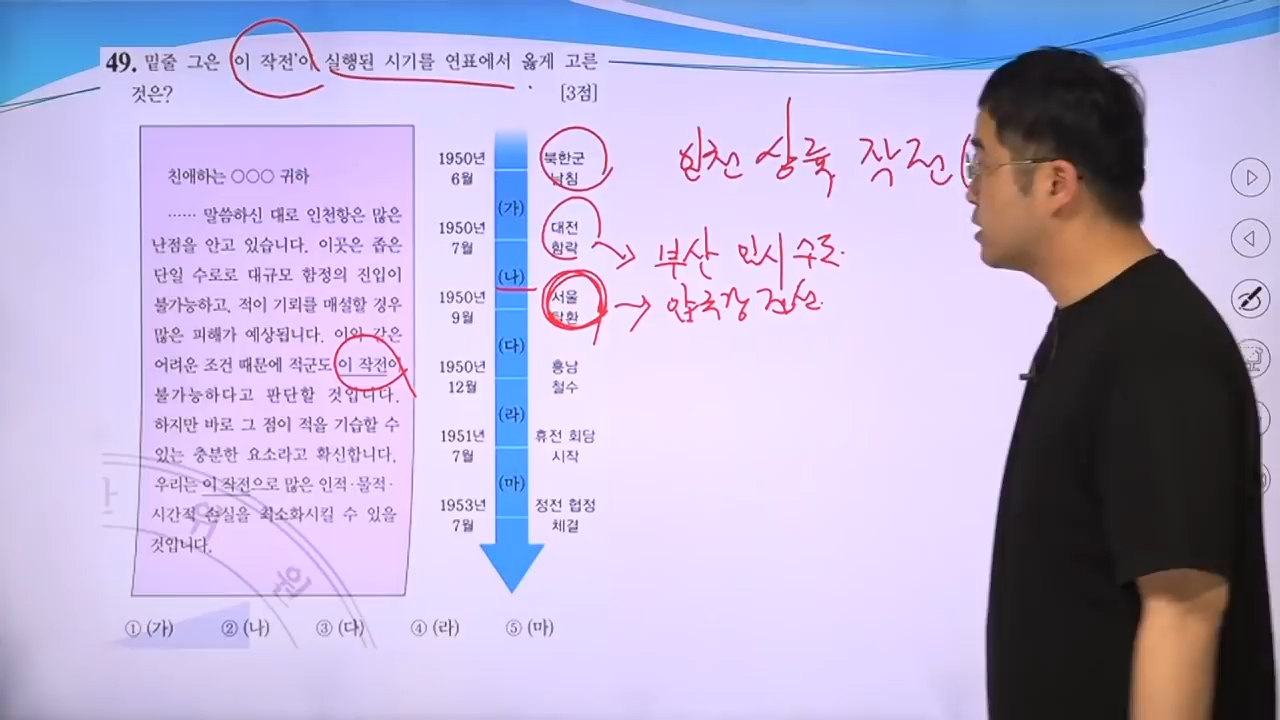 49. 밑줄 그은 '이 작전'이 실행된 시기를 연표에서 옳게 고른
것은? [3점]
친애하는 ○○○ 귀하
…… 말씀하신 대로 인천항은 많은
난점을 안고 있습니다. 이곳은 좁은
단일 수로로 대규모 함정의 진입이
불가능하고, 적이 기뢰를 매설할 경우
많은 피해가 예상됩니다. 이와 같은
어려운 조건 때문에 적군도 이 작전이
불가능하다고 판단할 것입니다.
하지만 바로 그 점이 적을 기습할 수
있는 충분한 요소라고 확신합니다.
우리는 이 작전으로 많은 인적·물적·
시간적 손실을 최소화시킬 수 있을
것입니다.
1950년 6월 북한군 남침
(가)
1950년 7월 대전 함락
(나)
1950년 9월 서울 탈환
(다)
1950년 12월 흥남 철수
(라)
1951년 7월 휴전 회담 시작
(마)
1953년 7월 정전 협정 체결
① (가) ② (나) ③ (다) ④ (라) ⑤ (마)
인천 상륙 작전
→ 부산 임시 수도
→ 압록강 전선
원